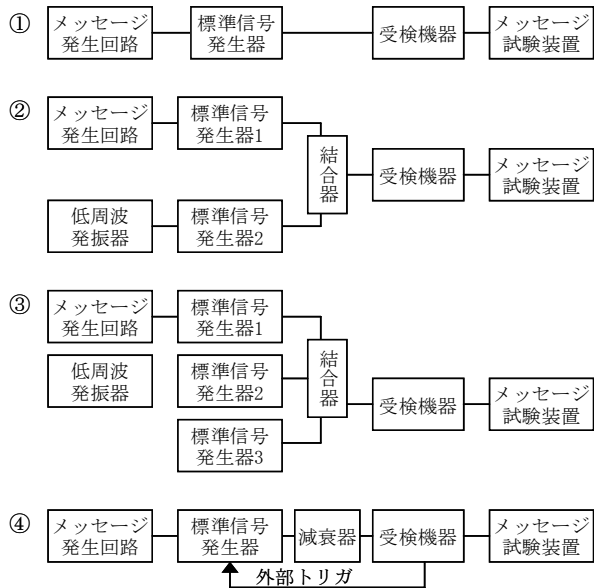 ①
メッセージ
発生回路
標準信号
発生器
受検機器
メッセージ
試験装置
②
メッセージ
発生回路
標準信号
発生器1
結合器
受検機器
メッセージ
試験装置
低周波
発振器
標準信号
発生器2
③
メッセージ
発生回路
標準信号
発生器1
結合器
低周波
発振器
標準信号
発生器2
受検機器
メッセージ
試験装置
標準信号
発生器3
④
メッセージ
発生回路
標準信号
発生器
減衰器
受検機器
メッセージ
試験装置
外部トリガ